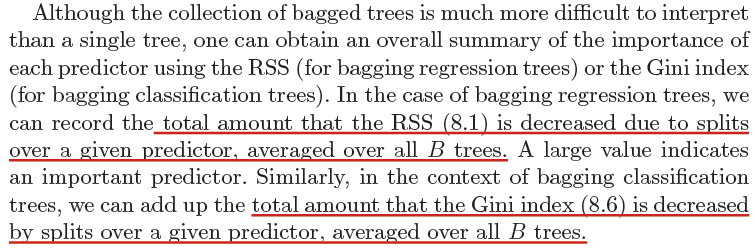 Although the collection of bagged trees is much more difficult to interpret
than a single tree, one can obtain an overall summary of the importance of
each predictor using the RSS (for bagging regression trees) or the Gini index
(for bagging classification trees). In the case of bagging regression trees, we
can record the total amount that the RSS (8.1) is decreased due to splits
over a given predictor, averaged over all B trees. A large value indicates
an important predictor. Similarly, in the context of bagging classification
trees, we can add up the total amount that the Gini index (8.6) is decreased
by splits over a given predictor, averaged over all B trees.